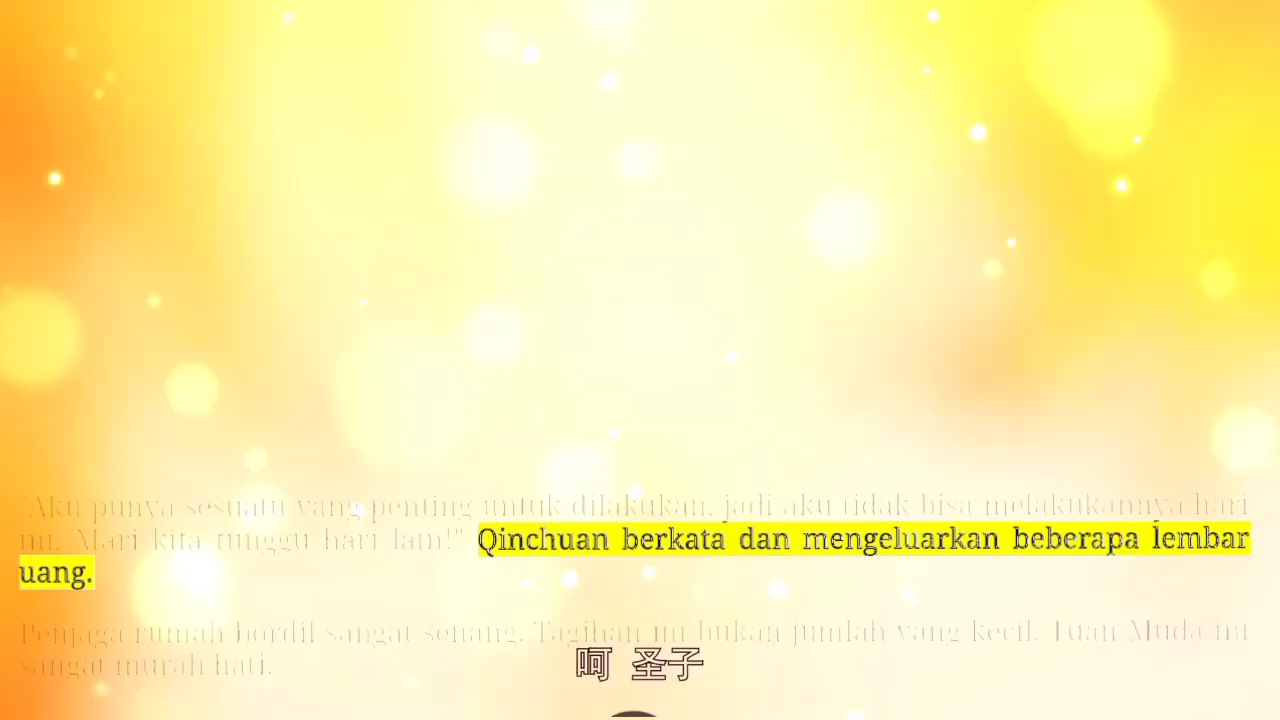 "Aku punya sesuatu yang penting untuk dilakukan, jadi aku tidak bisa melakukannya hari
ini. Mari kita tunggu hari lain!" Qinchuan berkata dan mengeluarkan beberapa lembar
uang.
Penjaga rumah bordil sangat senang. Tagihan ini bukan jumlah yang kecil. Tuan Muda ini
sangat murah hati.
呵 圣子